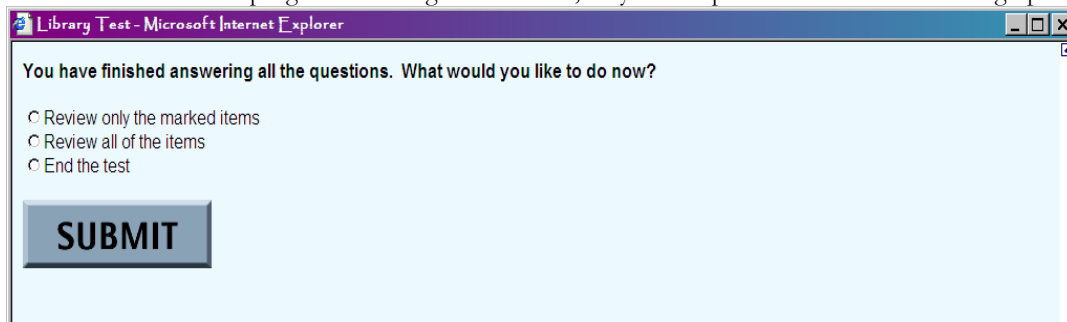 Library Test - Microsoft Internet Explorer
You have finished answering all the questions. What would you like to do now?
Review only the marked items
Review all of the items
End the test
SUBMIT